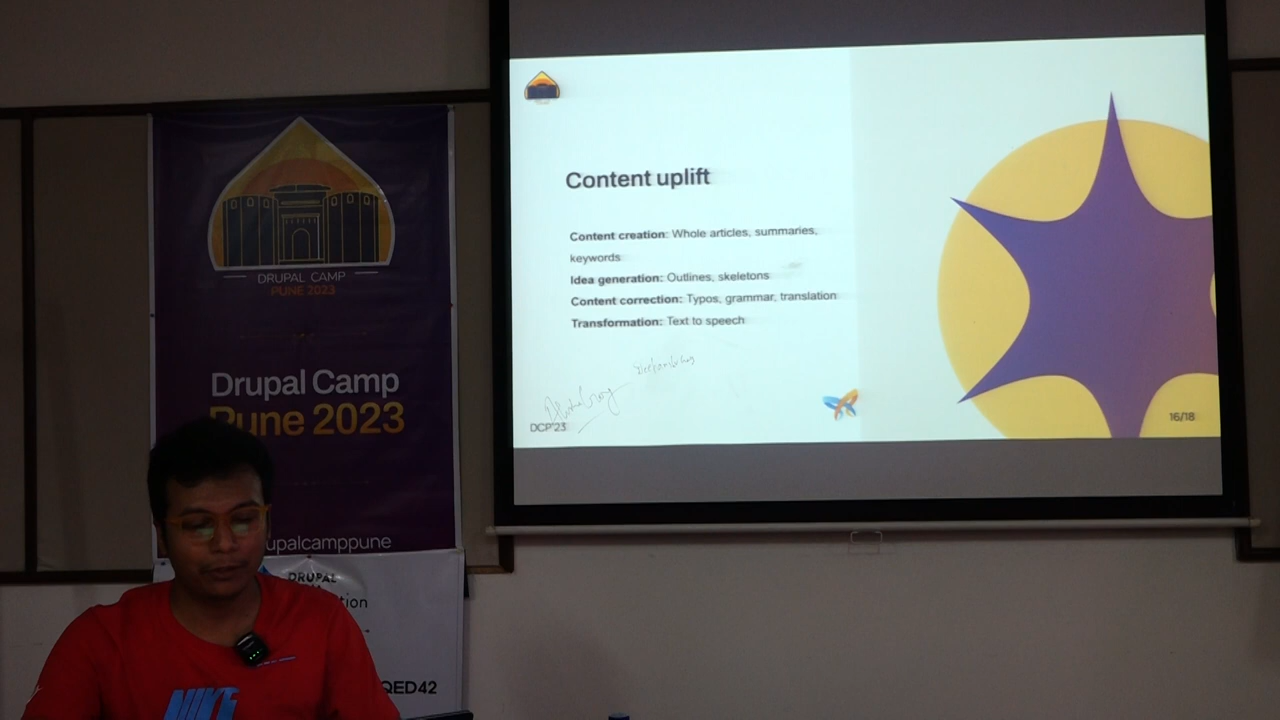 DRUPAL CAMP
PUNE 2023
Drupal Camp
Pune 2023
upalcamppune
DRUPAL
tion
QED42
NIKE
Content uplift
Content creation: Whole articles, summaries,
keywords
Idea generation: Outlines, skeletons
Content correction: Typos, grammar, translation
Transformation: Text to speech
DCP'23
16/18